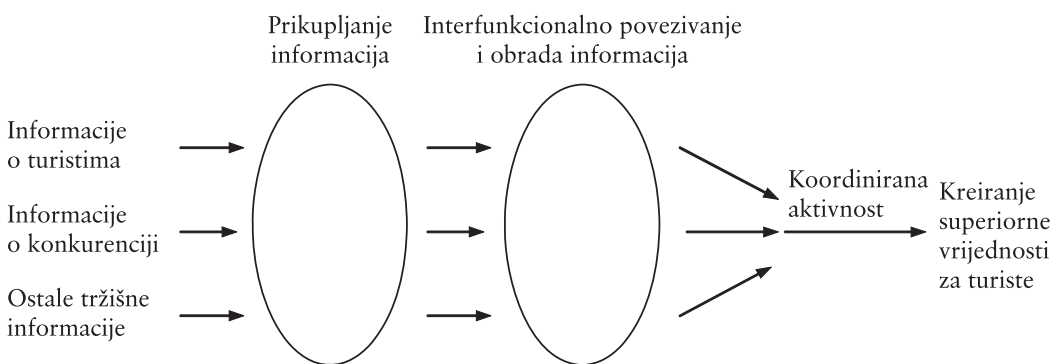 Prikupljanje
informacija
Interfunkcionalno povezivanje
i obrada informacija
Informacije
o turistima
Informacije
o konkurenciji
Ostale tržišne
informacije
Koordinirana
aktivnost
Kreiranje
superiorne
vrijednosti
za turiste